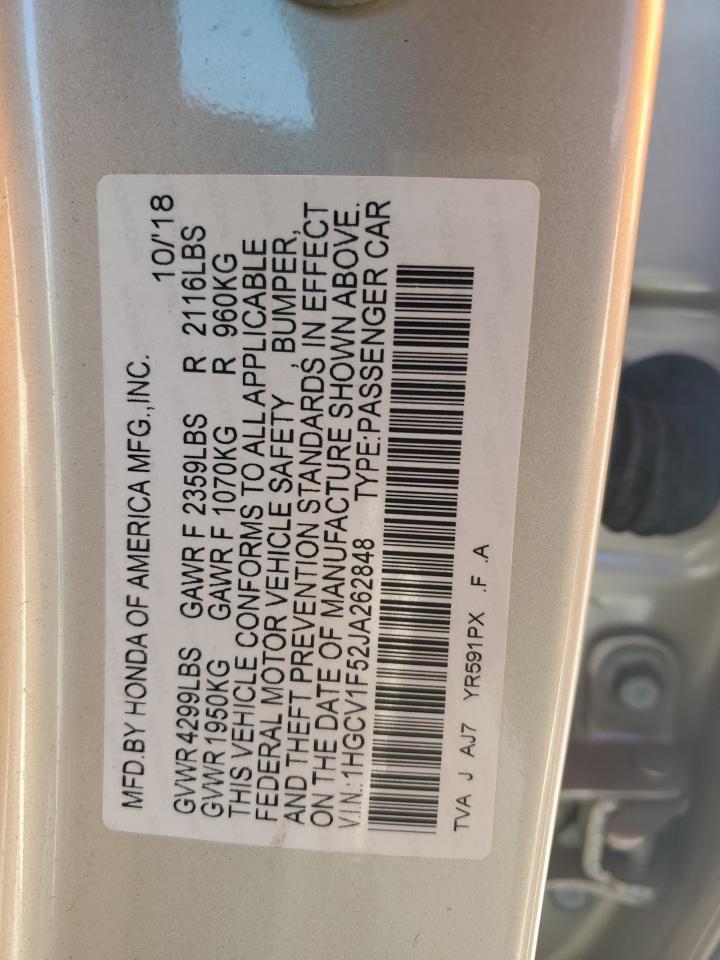 MFD.BY HONDA OF AMERICA MFG.,INC. 10/'18
GVWR 4299LBS GAWR F 2359LBS R 2116LBS
GVWR 1950KG GAWR F 1070KG R 960KG
THIS VEHICLE CONFORMS TO ALL APPLICABLE
FEDERAL MOTOR VEHICLE SAFETY , BUMPER,
AND THEFT PREVENTION STANDARDS IN EFFECT
ON THE DATE OF MANUFACTURE SHOWN ABOVE.
V.I.N.:1HGCV1F52JA262848 TYPE:PASSENGER CAR
TVA J AJ7 YR591PX .F .A